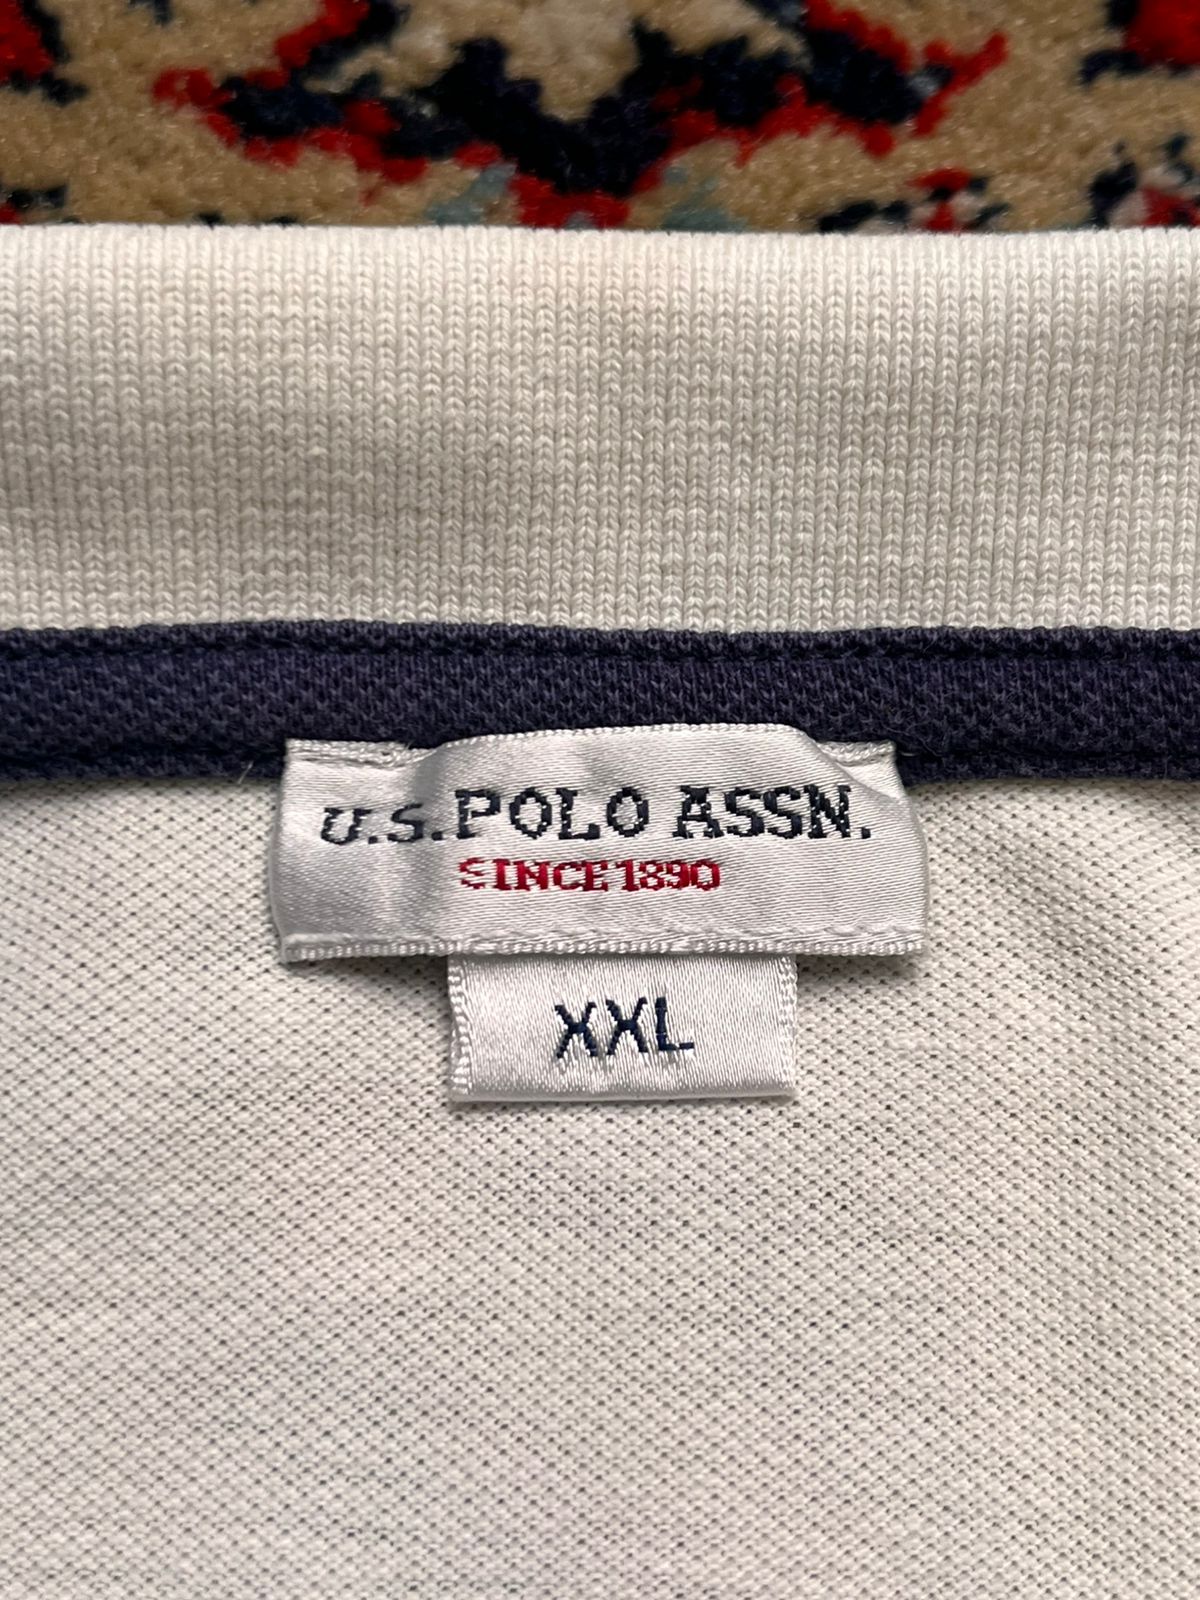 U.S. POLO ASSN.
SINCE 1890
XXL